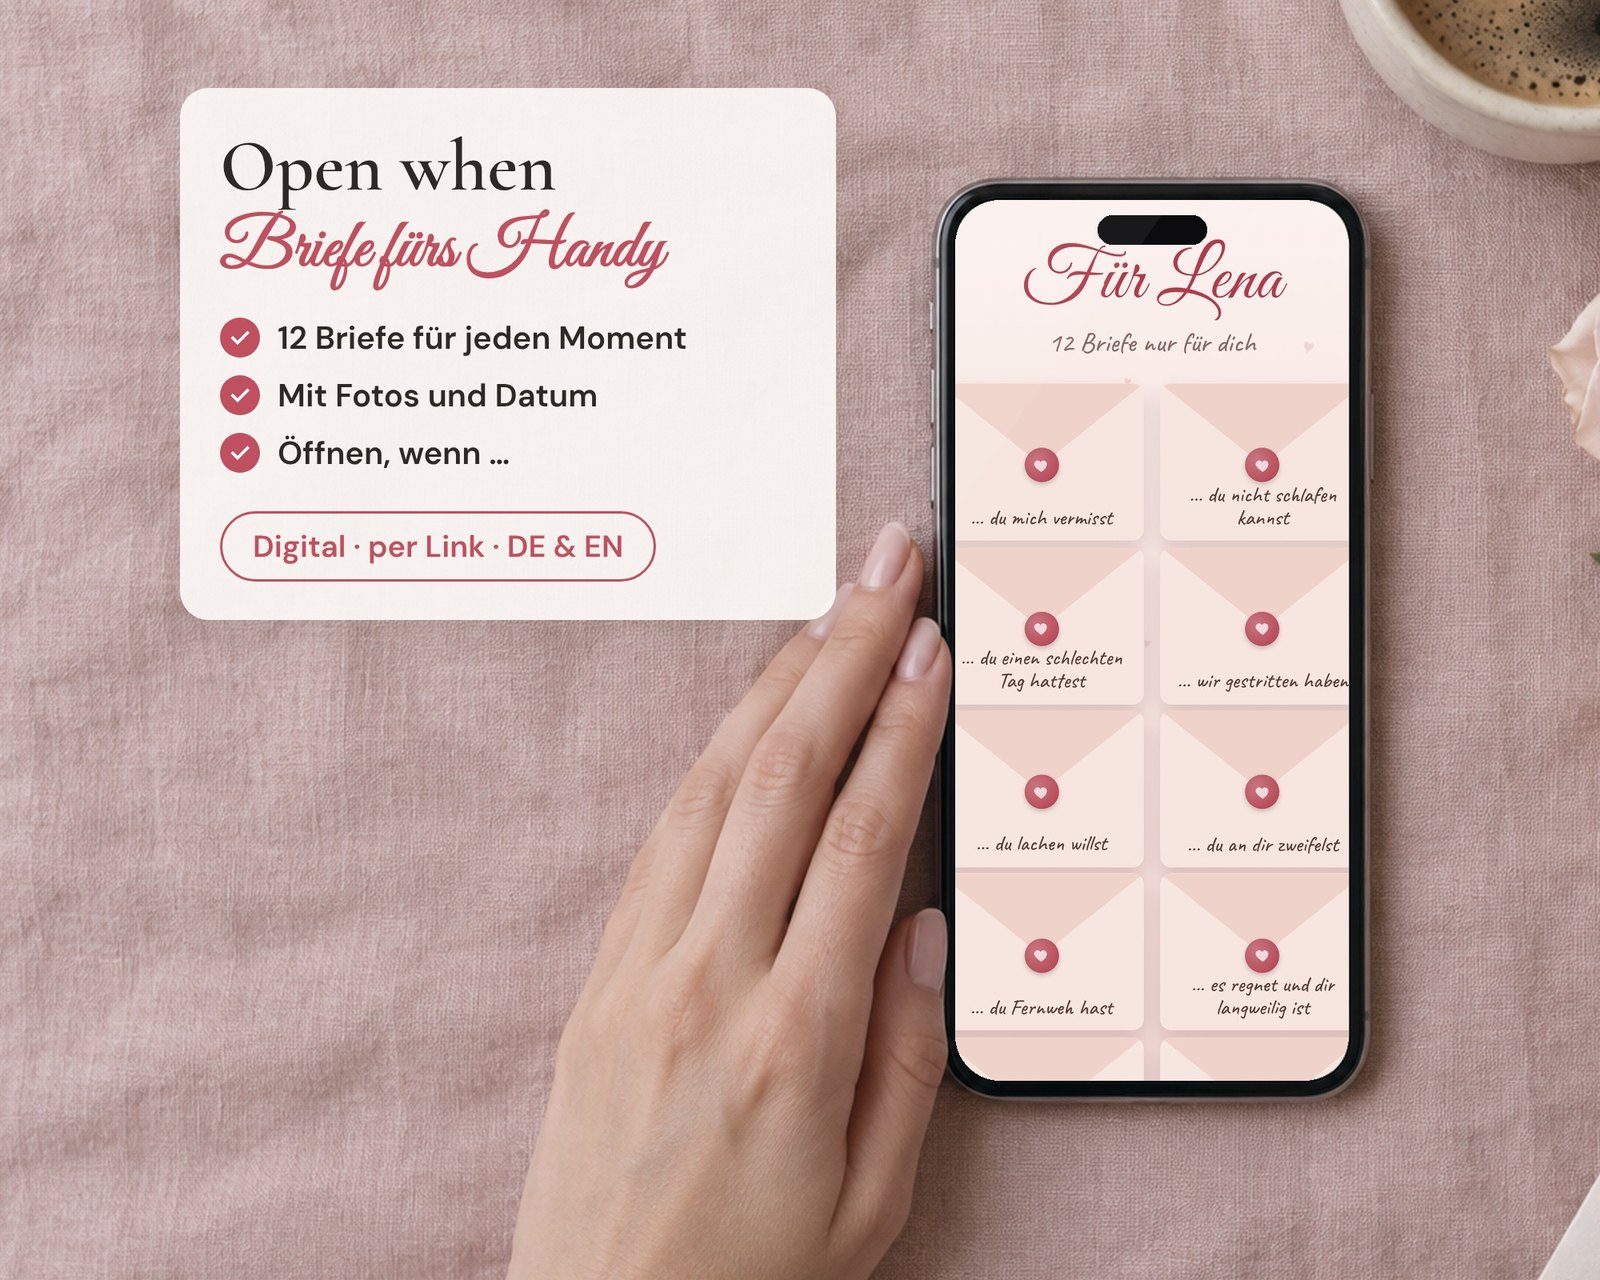 Open when
Briefe fürs Handy
12 Briefe für jeden Moment
Mit Fotos und Datum
Öffnen, wenn ...
Digital · per Link · DE & EN
Für Lena
12 Briefe nur für dich
... du mich vermisst
... du nicht schlafen
kannst
... du einen schlechten
Tag hattest
... wir gestritten haben
... du lachen willst
... du an dir zweifelst
... du Fernweh hast
... es regnet und dir
langweilig ist